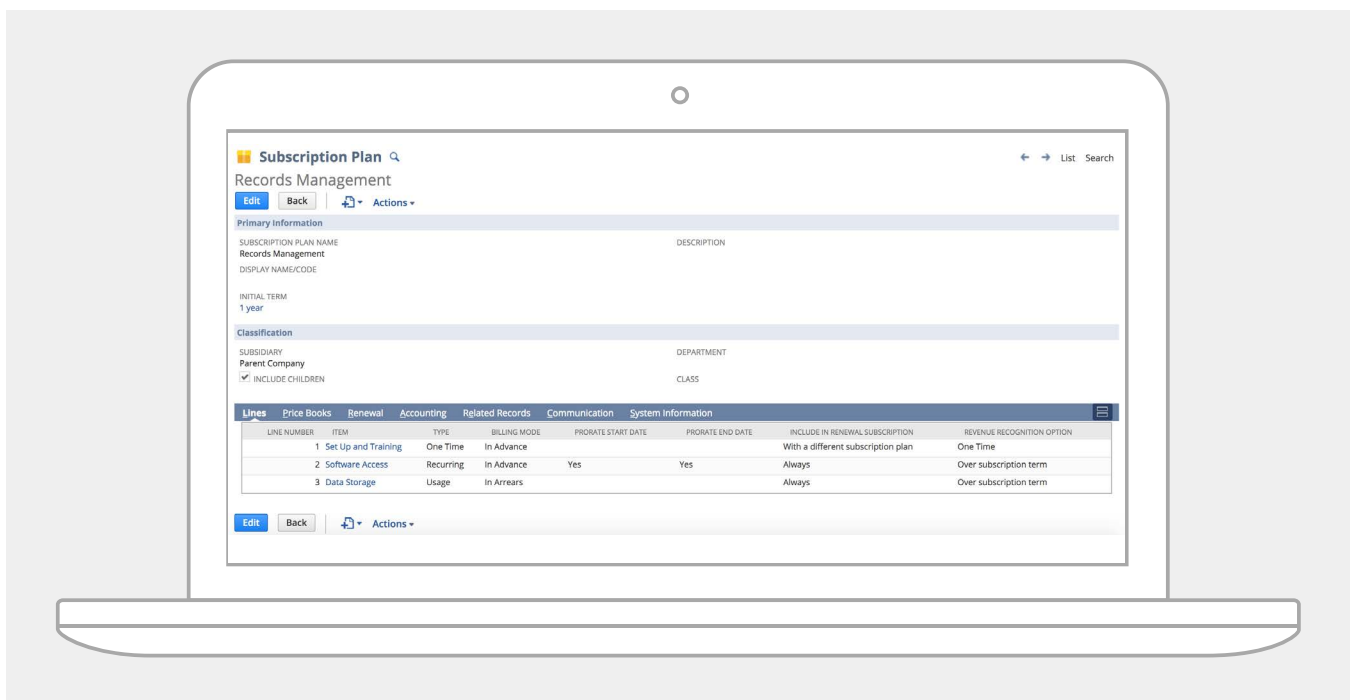 Subscription Plan
List Search
Records Management
Edit Back Actions
Primary Information
SUBSCRIPTION PLAN NAME DESCRIPTION
Records Management
DISPLAY NAME/CODE
INITIAL TERM
1 year
Classification
SUBSIDIARY DEPARTMENT
Parent Company
INCLUDE CHILDREN CLASS
Lines Price Books Renewal Accounting Related Records Communication System Information
LINE NUMBER ITEM TYPE BILLING MODE PRORATE START DATE PRORATE END DATE INCLUDE IN RENEWAL SUBSCRIPTION REVENUE RECOGNITION OPTION
1 Set Up and Training One Time In Advance With a different subscription plan One Time
2 Software Access Recurring In Advance Yes Yes Always Over subscription term
3 Data Storage Usage In Arrears Always Over subscription term
Edit Back Actions